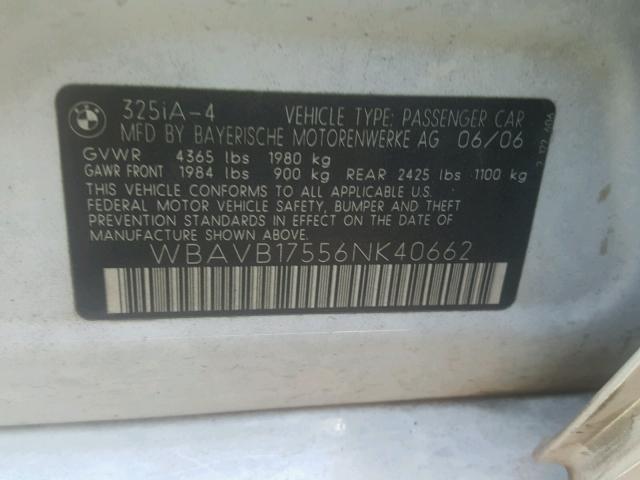 325iA-4 VEHICLE TYPE: PASSENGER CAR
MFD BY BAYERISCHE MOTORENWERKE AG 06/06
GVWR 4365 lbs 1980 kg
GAWR FRONT 1984 lbs 900 kg REAR 2425 lbs 1100 kg
THIS VEHICLE CONFORMS TO ALL APPLICABLE U.S.
FEDERAL MOTOR VEHICLE SAFETY, BUMPER AND THEFT
PREVENTION STANDARDS IN EFFECT ON THE DATE OF
MANUFACTURE SHOWN ABOVE.
WBAVB17556NK40662